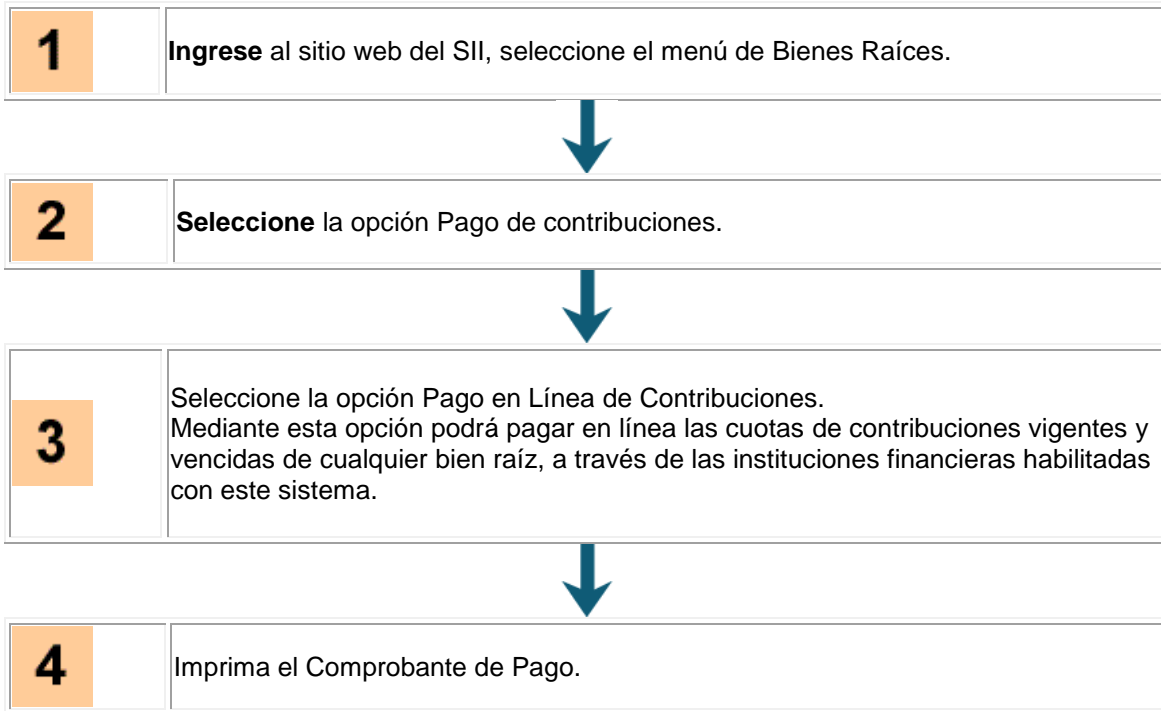 1
Ingrese al sitio web del SII, seleccione el menú de Bienes Raíces.
2
Seleccione la opción Pago de contribuciones.
3
Seleccione la opción Pago en Línea de Contribuciones.
Mediante esta opción podrá pagar en línea las cuotas de contribuciones vigentes y
vencidas de cualquier bien raíz, a través de las instituciones financieras habilitadas
con este sistema.
4
Imprima el Comprobante de Pago.